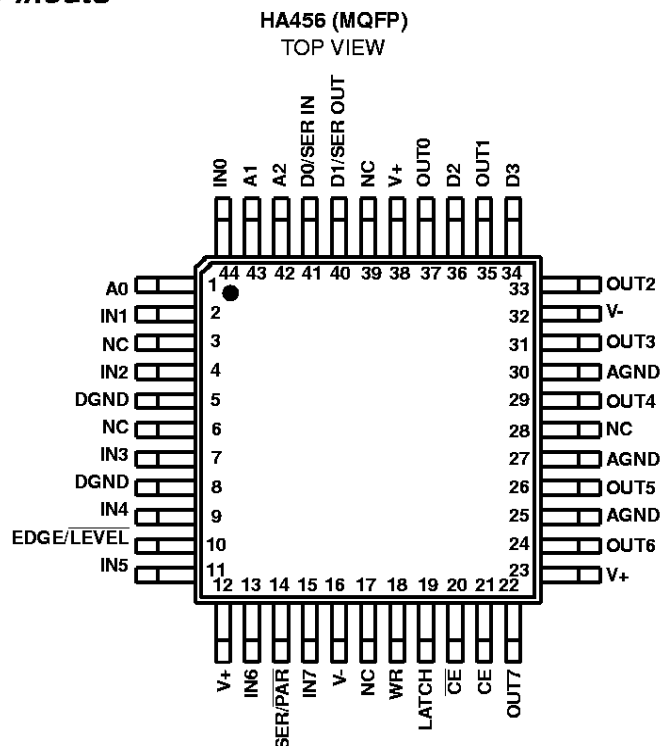 HA456 (MQFP)
TOP VIEW
IN0 A1 A2 D0/SER IN D1/SER OUT NC V+ OUT0 D2 OUT1 D3
44 43 42 41 40 39 38 37 36 35 34
A0 1 33 OUT2
IN1 2 32 V-
NC 3 31 OUT3
IN2 4 30 AGND
DGND 5 29 OUT4
NC 6 28 NC
IN3 7 27 AGND
DGND 8 26 OUT5
IN4 9 25 AGND
EDGE/L̅E̅V̅E̅L̅ 10 24 OUT6
IN5 11 23 V+
12 13 14 15 16 17 18 19 20 21 22
V+ IN6 SER/P̅A̅R̅ IN7 V- NC WR LATCH C̅E̅ CE OUT7